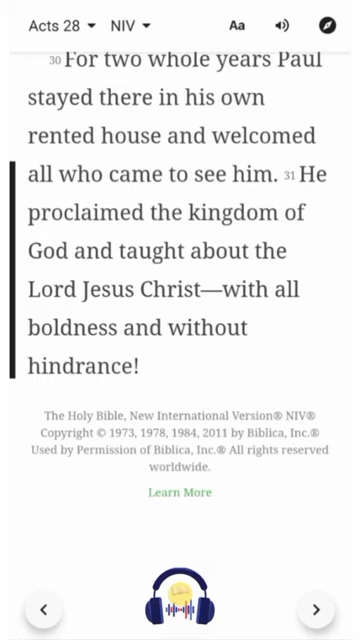 Acts 28 NIV Aa
30 For two whole years Paul
stayed there in his own
rented house and welcomed
all who came to see him. 31 He
proclaimed the kingdom of
God and taught about the
Lord Jesus Christ—with all
boldness and without
hindrance!
The Holy Bible, New International Version® NIV®
Copyright © 1973, 1978, 1984, 2011 by Biblica, Inc.®
Used by Permission of Biblica, Inc.® All rights reserved
worldwide.
Learn More